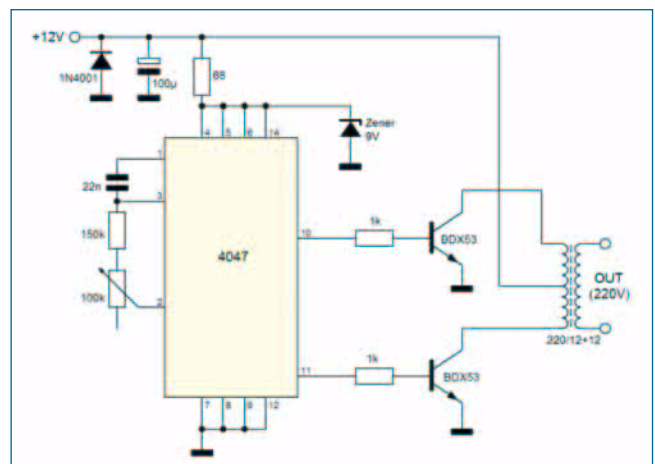 +12V
1N4001
100µ
68
4
5
6
14
Zener
9V
1
22n
3
150k
100k
2
4047
10
1k
BDX53
OUT
(220V)
220/12+12
11
1k
BDX53
7
8
9
12